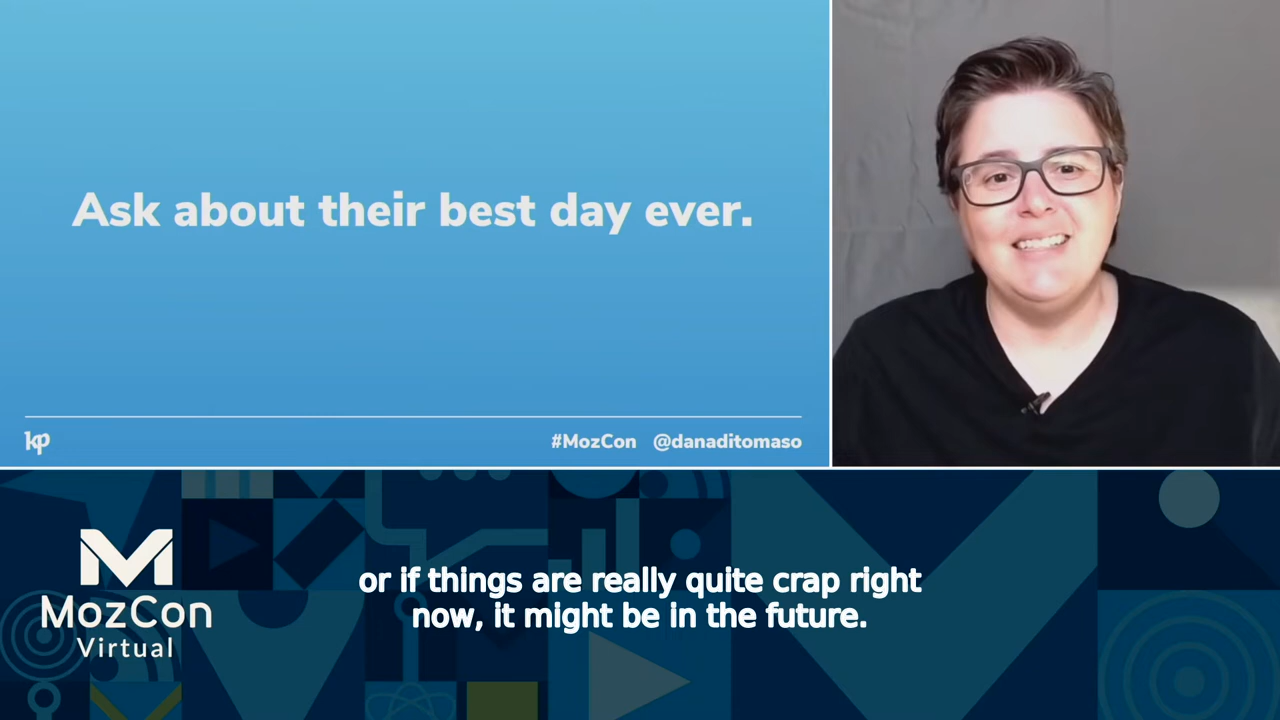 Ask about their best day ever.
kp
#MozCon @danaditomaso
MozCon
Virtual
or if things are really quite crap right
now, it might be in the future.